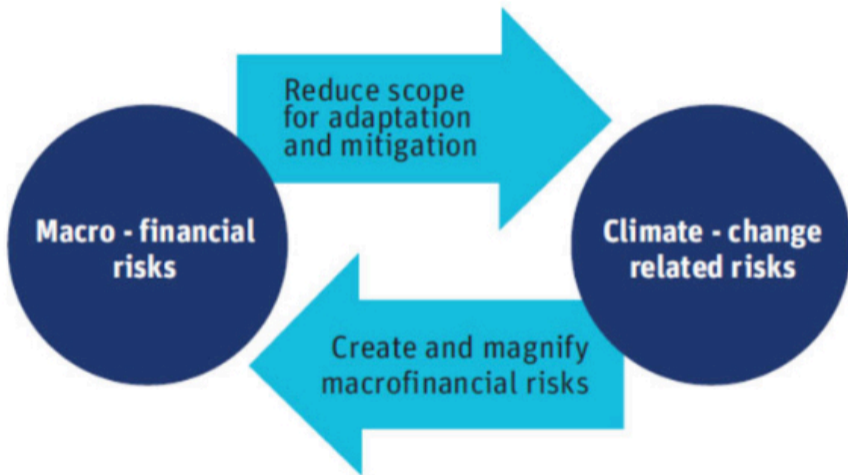 Reduce scope
for adaptation
and mitigation
Macro - financial
risks
Climate - change
related risks
Create and magnify
macrofinancial risks